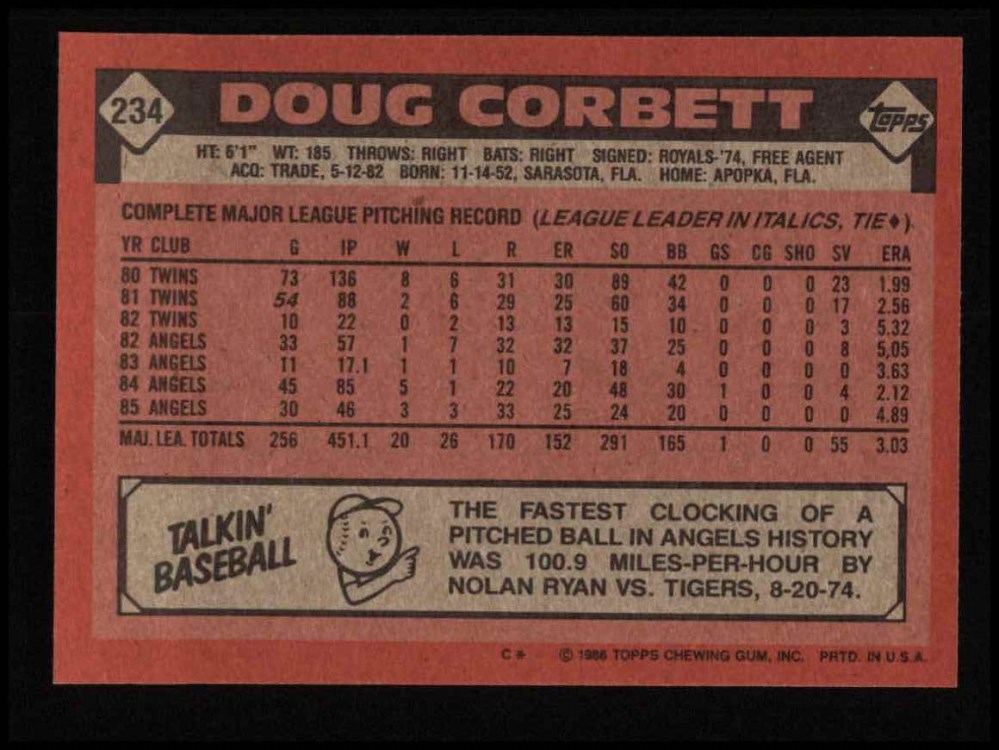 234 DOUG CORBETT Topps
HT: 6'1" WT: 185 THROWS: RIGHT BATS: RIGHT SIGNED: ROYALS-'74, FREE AGENT
ACQ: TRADE, 5-12-82 BORN: 11-14-52, SARASOTA, FLA. HOME: APOPKA, FLA.
COMPLETE MAJOR LEAGUE PITCHING RECORD (LEAGUE LEADER IN ITALICS, TIE♦)
YR CLUB G IP W L R ER SO BB GS CG SHO SV ERA
80 TWINS 73 136 8 6 31 30 89 42 0 0 0 23 1.99
81 TWINS 54 88 2 6 29 25 60 34 0 0 0 17 2.56
82 TWINS 10 22 0 2 13 13 15 10 0 0 0 3 5.32
82 ANGELS 33 57 1 7 32 32 37 25 0 0 0 8 5.05
83 ANGELS 11 17.1 1 1 10 7 18 4 0 0 0 0 3.63
84 ANGELS 45 85 5 1 22 20 48 30 1 0 0 4 2.12
85 ANGELS 30 46 3 3 33 25 24 20 0 0 0 0 4.89
MAJ. LEA. TOTALS 256 451.1 20 26 170 152 291 165 1 0 0 55 3.03
TALKIN'
BASEBALL
THE FASTEST CLOCKING OF A
PITCHED BALL IN ANGELS HISTORY
WAS 100.9 MILES-PER-HOUR BY
NOLAN RYAN VS. TIGERS, 8-20-74.
C* © 1986 TOPPS CHEWING GUM, INC. PRTD. IN U.S.A.